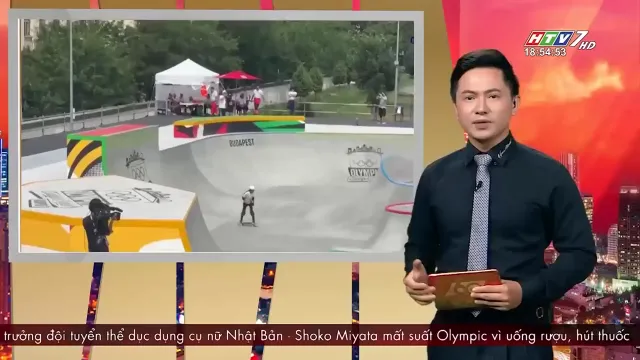 HTV7 HD
18:54:53
BUDAPEST
OLYMPI
trưởng đội tuyển thể dục dụng cụ nữ Nhật Bản - Shoko Miyata mất suất Olympic vì uống rượu, hút thuốc